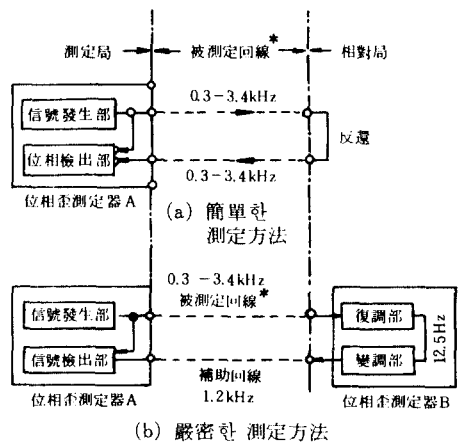 測定局 被測定回線* 相對局
0.3-3.4kHz
信號發生部
位相檢出部
反還
0.3-3.4kHz
位相歪測定器A
(a) 簡單한
測定方法
0.3-3.4kHz
被測定回線*
信號發生部
復調部
12.5Hz
信號檢出部
變調部
補助回線
1.2kHz
位相歪測定器A
位相歪測定器B
(b) 嚴密한 測定方法